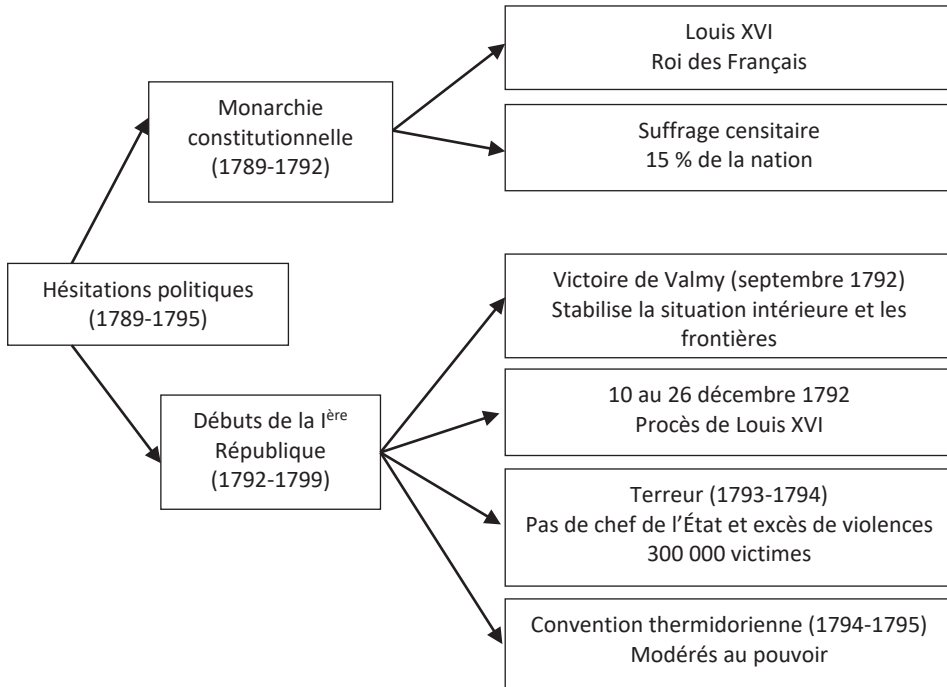 Hésitations politiques
(1789-1795)
Monarchie
constitutionnelle
(1789-1792)
Louis XVI
Roi des Français
Suffrage censitaire
15 % de la nation
Débuts de la Ière
République
(1792-1799)
Victoire de Valmy (septembre 1792)
Stabilise la situation intérieure et les
frontières
10 au 26 décembre 1792
Procès de Louis XVI
Terreur (1793-1794)
Pas de chef de l’État et excès de violences
300 000 victimes
Convention thermidorienne (1794-1795)
Modérés au pouvoir